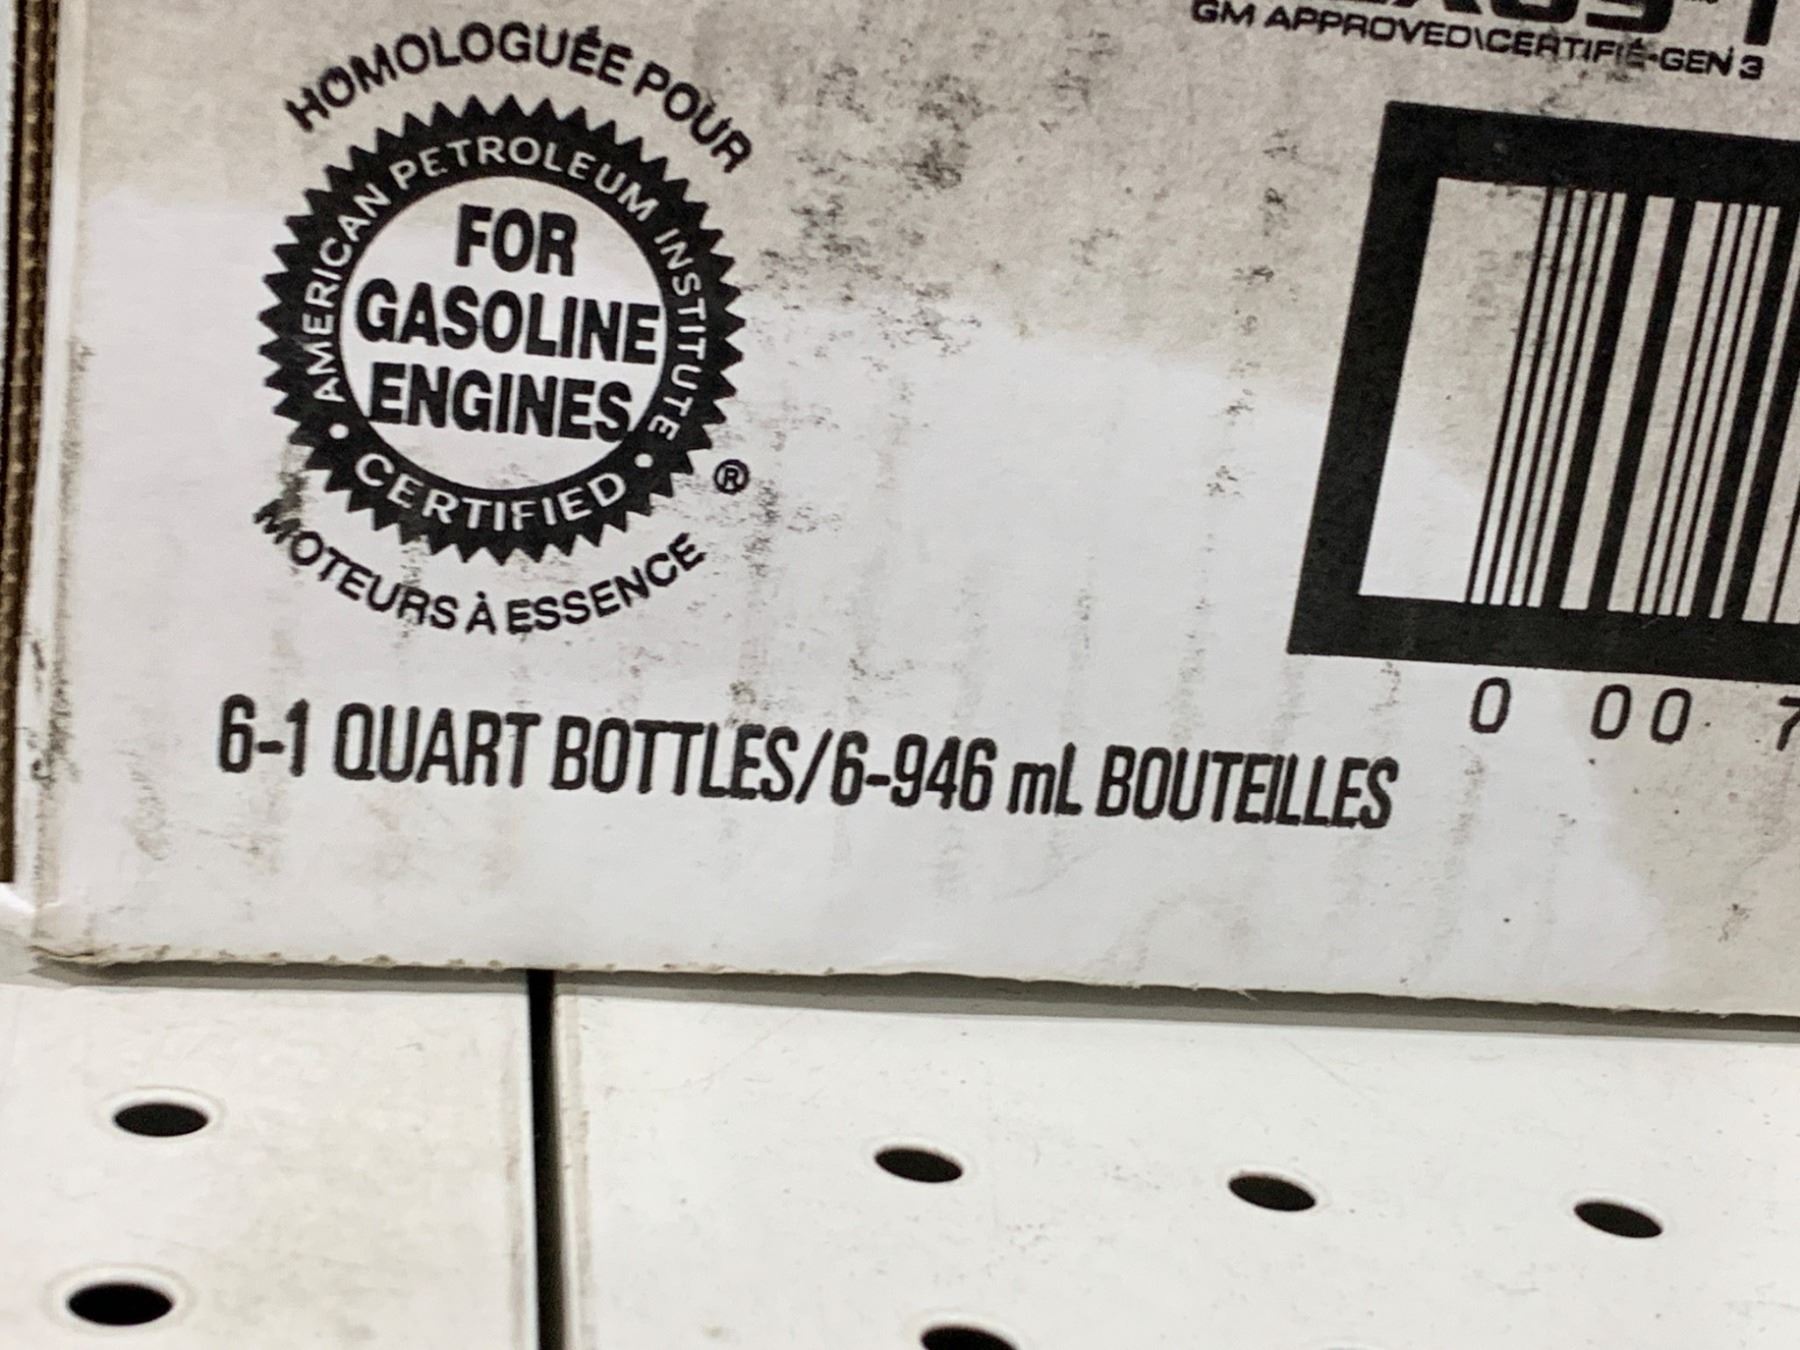 GM APPROVED\CERTIFIÉ-GEN 3
HOMOLOGUÉE POUR
AMERICAN PETROLEUM INSTITUTE
FOR
GASOLINE
ENGINES
CERTIFIED
®
MOTEURS À ESSENCE
0 00 7
6-1 QUART BOTTLES/6-946 mL BOUTEILLES